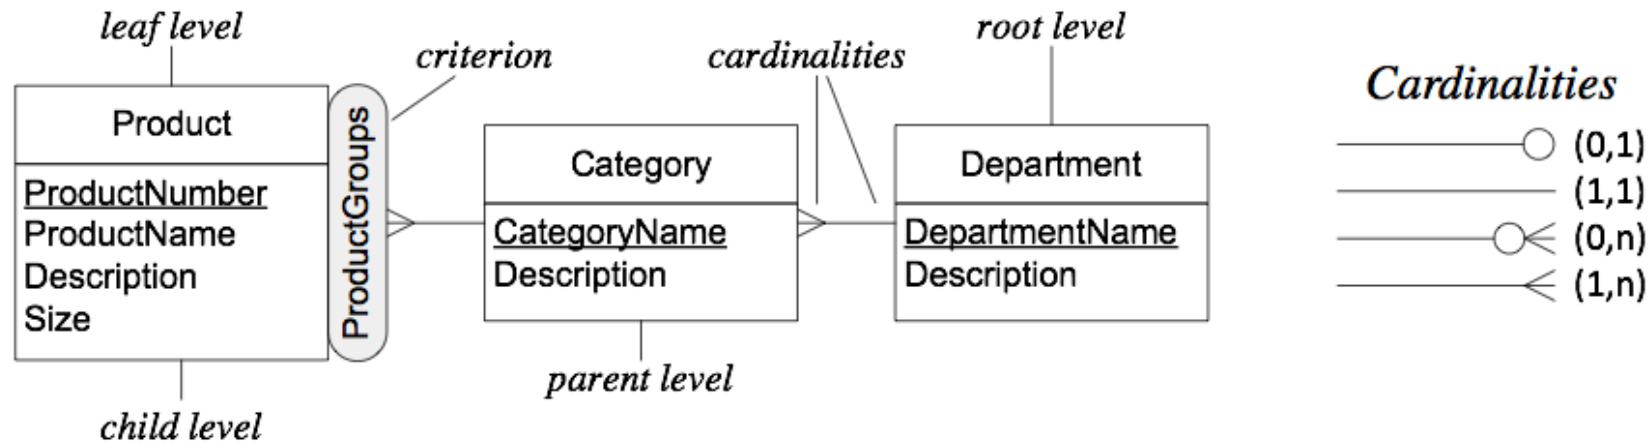 leaf level
criterion
cardinalities
root level
Product
ProductNumber
ProductName
Description
Size
ProductGroups
child level
Category
CategoryName
Description
parent level
Department
DepartmentName
Description
Cardinalities
(0,1)
(1,1)
(0,n)
(1,n)